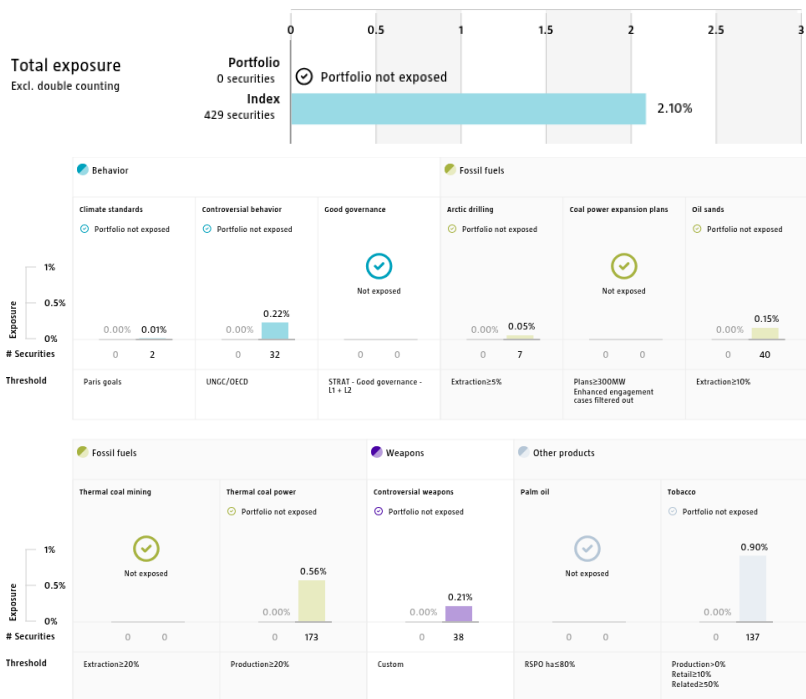 0 0.5 1 1.5 2 2.5 3
Total exposure
Excl. double counting
Portfolio
0 securities
Portfolio not exposed
Index
429 securities
2.10%
Behavior
Fossil fuels
Climate standards
Controversial behavior
Good governance
Arctic drilling
Coal power expansion plans
Oil sands
Portfolio not exposed
Portfolio not exposed
Portfolio not exposed
Portfolio not exposed
Not exposed
Not exposed
Exposure
1%
0.5%
0%
0.00% 0.01%
0.00% 0.22%
0.00% 0.05%
0.00% 0.15%
# Securities
0 2
0 32
0 0
0 7
0 0
0 40
Threshold
Paris goals
UNGC/OECD
STRAT - Good governance -
L1 + L2
Extraction≥5%
Plans≥300MW
Enhanced engagement
cases filtered out
Extraction≥10%
Fossil fuels
Weapons
Other products
Thermal coal mining
Thermal coal power
Controversial weapons
Palm oil
Tobacco
Portfolio not exposed
Portfolio not exposed
Portfolio not exposed
Not exposed
Not exposed
Exposure
1%
0.5%
0%
0.00% 0.56%
0.00% 0.21%
0.00% 0.90%
# Securities
0 0
0 173
0 38
0 0
0 137
Threshold
Extraction≥20%
Production≥20%
Custom
RSPO ha≤80%
Production>0%
Retail≥10%
Related≥50%